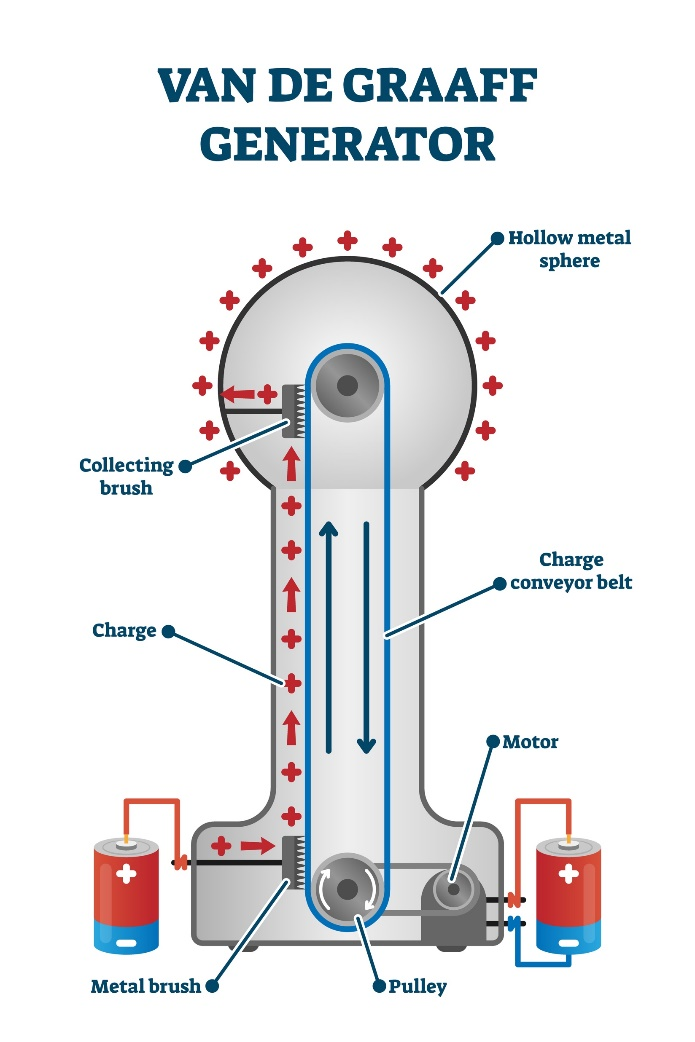 VAN DE GRAAFF
GENERATOR
Hollow metal
sphere
Collecting
brush
Charge
conveyor belt
Charge
Motor
Metal brush
Pulley